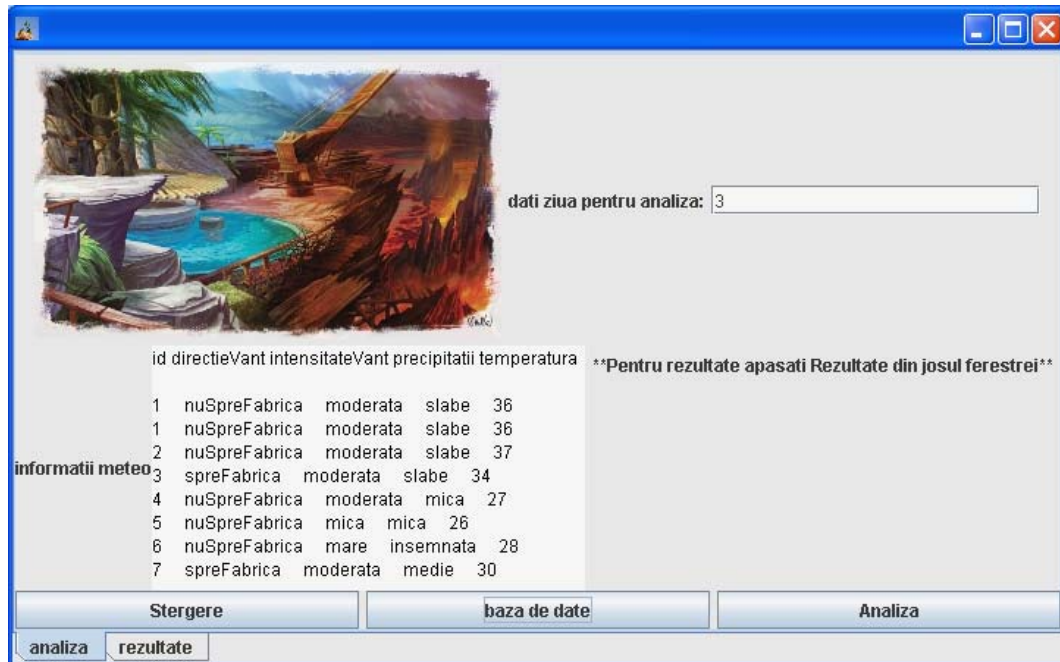 dati ziua pentru analiza: 3
id directieVant intensitateVant precipitatii temperatura
**Pentru rezultate apasati Rezultate din josul ferestrei**
informatii meteo
1 nuSpreFabrica moderata slabe 36
1 nuSpreFabrica moderata slabe 36
2 nuSpreFabrica moderata slabe 37
3 spreFabrica moderata slabe 34
4 nuSpreFabrica moderata mica 27
5 nuSpreFabrica mica mica 26
6 nuSpreFabrica mare insemnata 28
7 spreFabrica moderata medie 30
Stergere baza de date Analiza
analiza rezultate